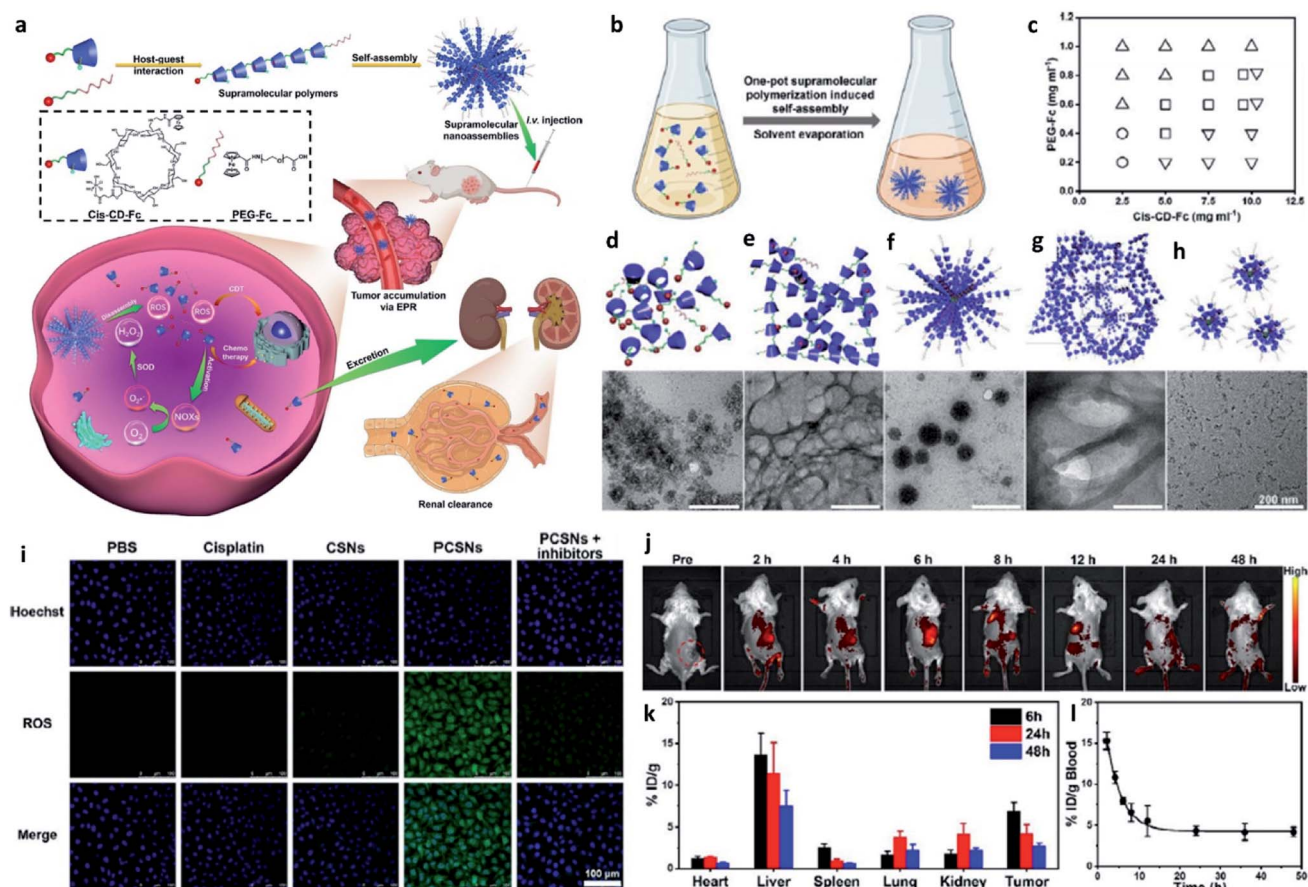 a
Host-guest
interaction
Supramolecular polymers
Self-assembly
Supramolecular
nanoassemblies
i.v. injection
Cis-CD-Fc
PEG-Fc
Tumor accumulation
via EPR
Disassembly
ROS
ROS
CDT
H₂O₂
SOD
Activation
Chemo
therapy
O₂•⁻
O₂
NOXs
Excretion
Renal clearance
b
One-pot supramolecular
polymerization induced
self-assembly
Solvent evaporation
c
PEG-Fc (mg ml⁻¹)
1.0
0.8
0.6
0.4
0.2
0.0
0.0 2.5 5.0 7.5 10.0 12.5
Cis-CD-Fc (mg ml⁻¹)
d
e
f
g
h
200 nm
i
PBS
Cisplatin
CSNs
PCSNs
PCSNs +
inhibitors
Hoechst
ROS
Merge
100 µm
j
Pre 2 h 4 h 6 h 8 h 12 h 24 h 48 h
High
Low
k
% ID/g
20
15
10
5
0
6h
24h
48h
Heart Liver Spleen Lung Kidney Tumor
l
% ID/g Blood
20
15
10
5
0
0 10 20 30 40 50
Time (h)